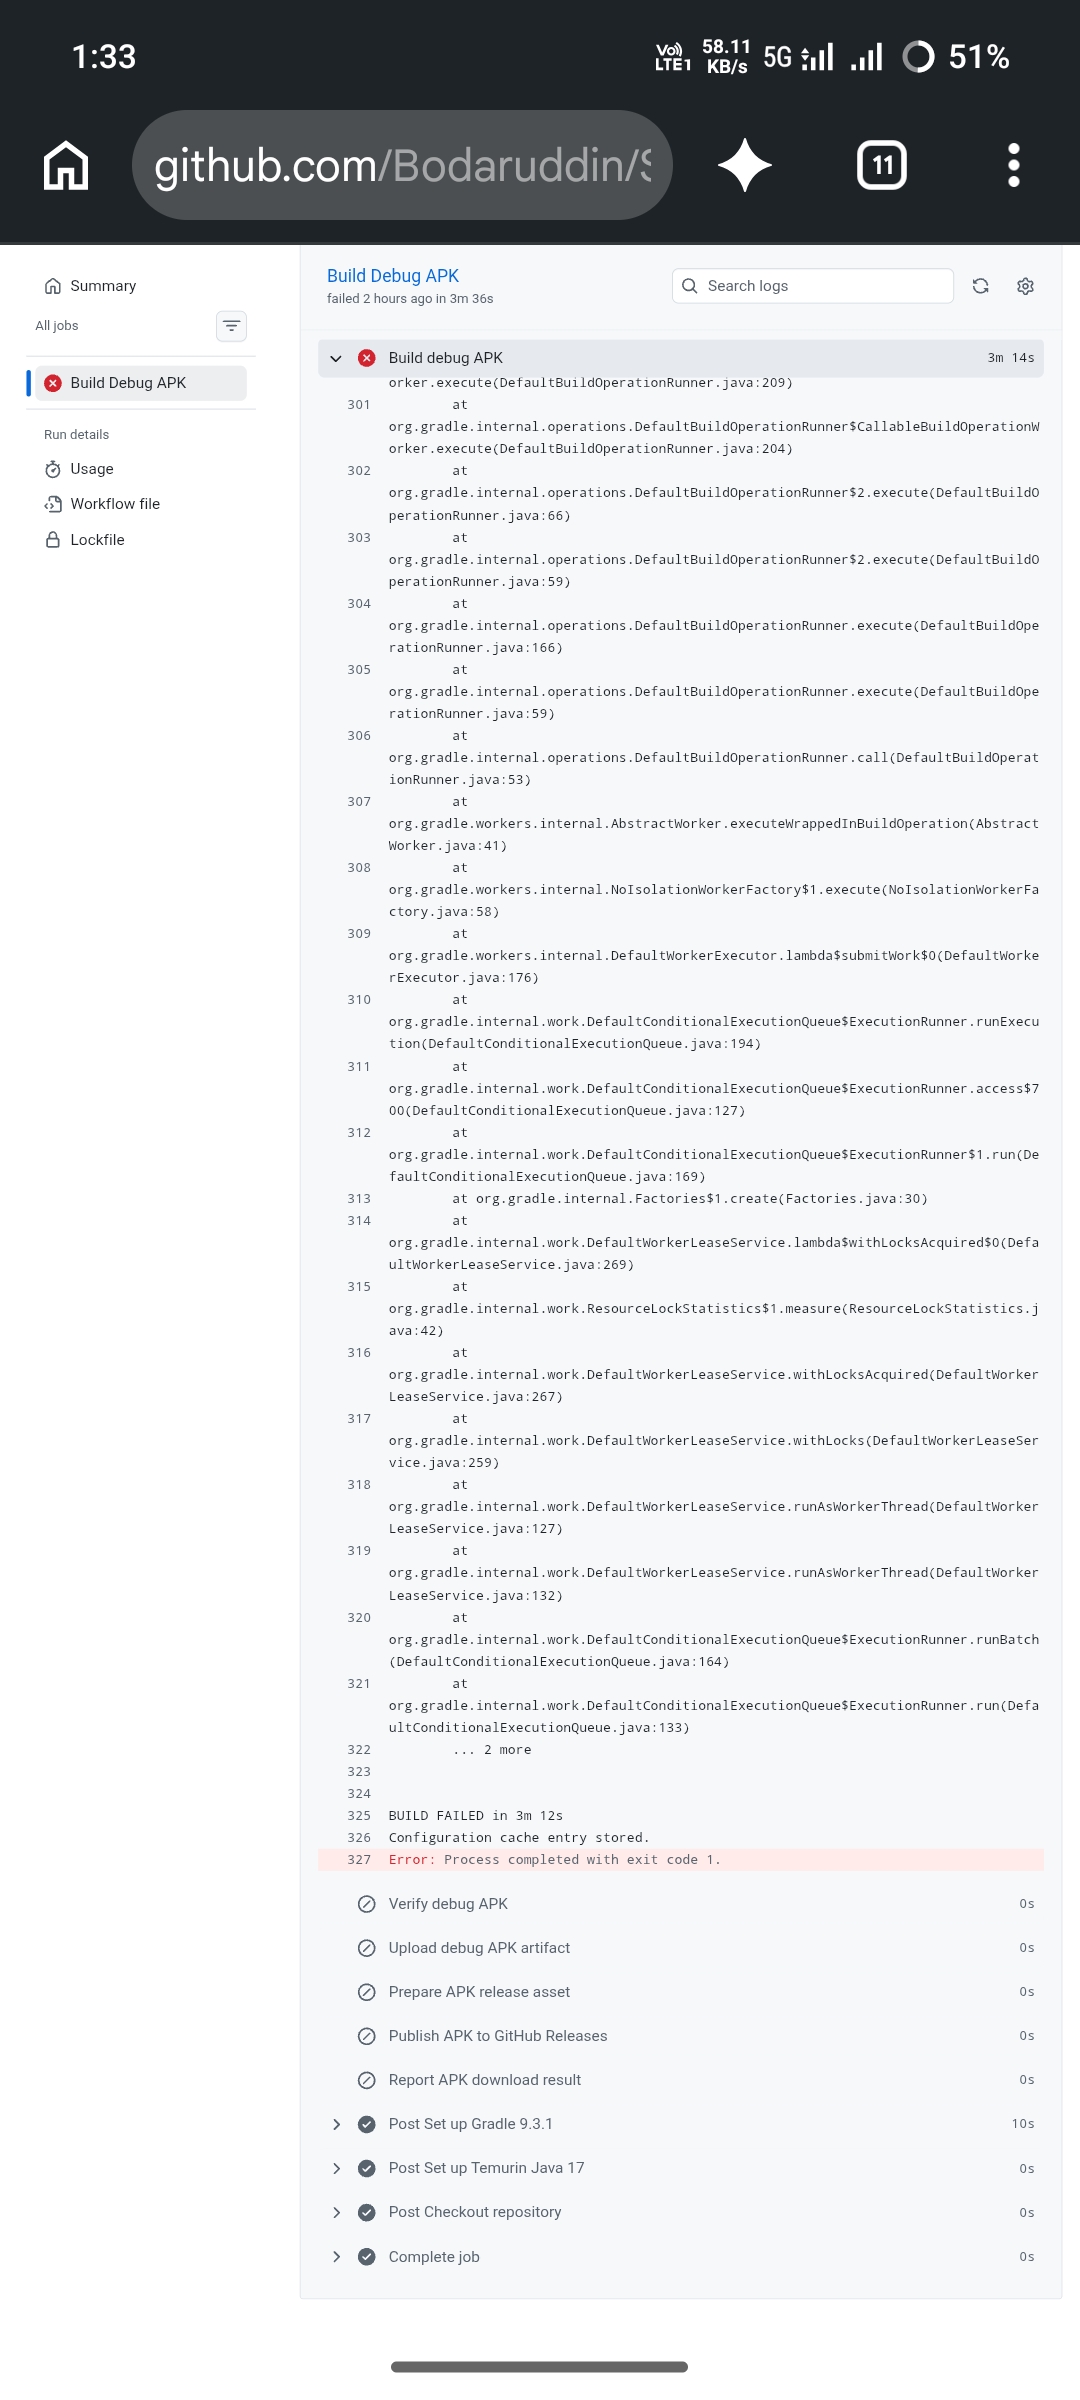 1:33
Vo)) LTE1
58.11 KB/s
5G
51%
github.com/Bodaruddin/S
11
Summary
All jobs
Build Debug APK
Run details
Usage
Workflow file
Lockfile
Build Debug APK
failed 2 hours ago in 3m 36s
Search logs
Build debug APK 3m 14s
orker.execute(DefaultBuildOperationRunner.java:209)
301 at
org.gradle.internal.operations.DefaultBuildOperationRunner$CallableBuildOperationW
orker.execute(DefaultBuildOperationRunner.java:204)
302 at
org.gradle.internal.operations.DefaultBuildOperationRunner$2.execute(DefaultBuildO
perationRunner.java:66)
303 at
org.gradle.internal.operations.DefaultBuildOperationRunner$2.execute(DefaultBuildO
perationRunner.java:59)
304 at
org.gradle.internal.operations.DefaultBuildOperationRunner.execute(DefaultBuildOpe
rationRunner.java:166)
305 at
org.gradle.internal.operations.DefaultBuildOperationRunner.execute(DefaultBuildOpe
rationRunner.java:59)
306 at
org.gradle.internal.operations.DefaultBuildOperationRunner.call(DefaultBuildOperat
ionRunner.java:53)
307 at
org.gradle.workers.internal.AbstractWorker.executeWrappedInBuildOperation(Abstract
Worker.java:41)
308 at
org.gradle.workers.internal.NoIsolationWorkerFactory$1.execute(NoIsolationWorkerFa
ctory.java:58)
309 at
org.gradle.workers.internal.DefaultWorkerExecutor.lambda$submitWork$0(DefaultWorke
rExecutor.java:176)
310 at
org.gradle.internal.work.DefaultConditionalExecutionQueue$ExecutionRunner.runExecu
tion(DefaultConditionalExecutionQueue.java:194)
311 at
org.gradle.internal.work.DefaultConditionalExecutionQueue$ExecutionRunner.access$7
00(DefaultConditionalExecutionQueue.java:127)
312 at
org.gradle.internal.work.DefaultConditionalExecutionQueue$ExecutionRunner$1.run(De
faultConditionalExecutionQueue.java:169)
313 at org.gradle.internal.Factories$1.create(Factories.java:30)
314 at
org.gradle.internal.work.DefaultWorkerLeaseService.lambda$withLocksAcquired$0(Defa
ultWorkerLeaseService.java:269)
315 at
org.gradle.internal.work.ResourceLockStatistics$1.measure(ResourceLockStatistics.j
ava:42)
316 at
org.gradle.internal.work.DefaultWorkerLeaseService.withLocksAcquired(DefaultWorker
LeaseService.java:267)
317 at
org.gradle.internal.work.DefaultWorkerLeaseService.withLocks(DefaultWorkerLeaseSer
vice.java:259)
318 at
org.gradle.internal.work.DefaultWorkerLeaseService.runAsWorkerThread(DefaultWorker
LeaseService.java:127)
319 at
org.gradle.internal.work.DefaultWorkerLeaseService.runAsWorkerThread(DefaultWorker
LeaseService.java:132)
320 at
org.gradle.internal.work.DefaultConditionalExecutionQueue$ExecutionRunner.runBatch
(DefaultConditionalExecutionQueue.java:164)
321 at
org.gradle.internal.work.DefaultConditionalExecutionQueue$ExecutionRunner.run(Defa
ultConditionalExecutionQueue.java:133)
322 ... 2 more
323
324
325 BUILD FAILED in 3m 12s
326 Configuration cache entry stored.
327 Error: Process completed with exit code 1.
Verify debug APK 0s
Upload debug APK artifact 0s
Prepare APK release asset 0s
Publish APK to GitHub Releases 0s
Report APK download result 0s
Post Set up Gradle 9.3.1 10s
Post Set up Temurin Java 17 0s
Post Checkout repository 0s
Complete job 0s